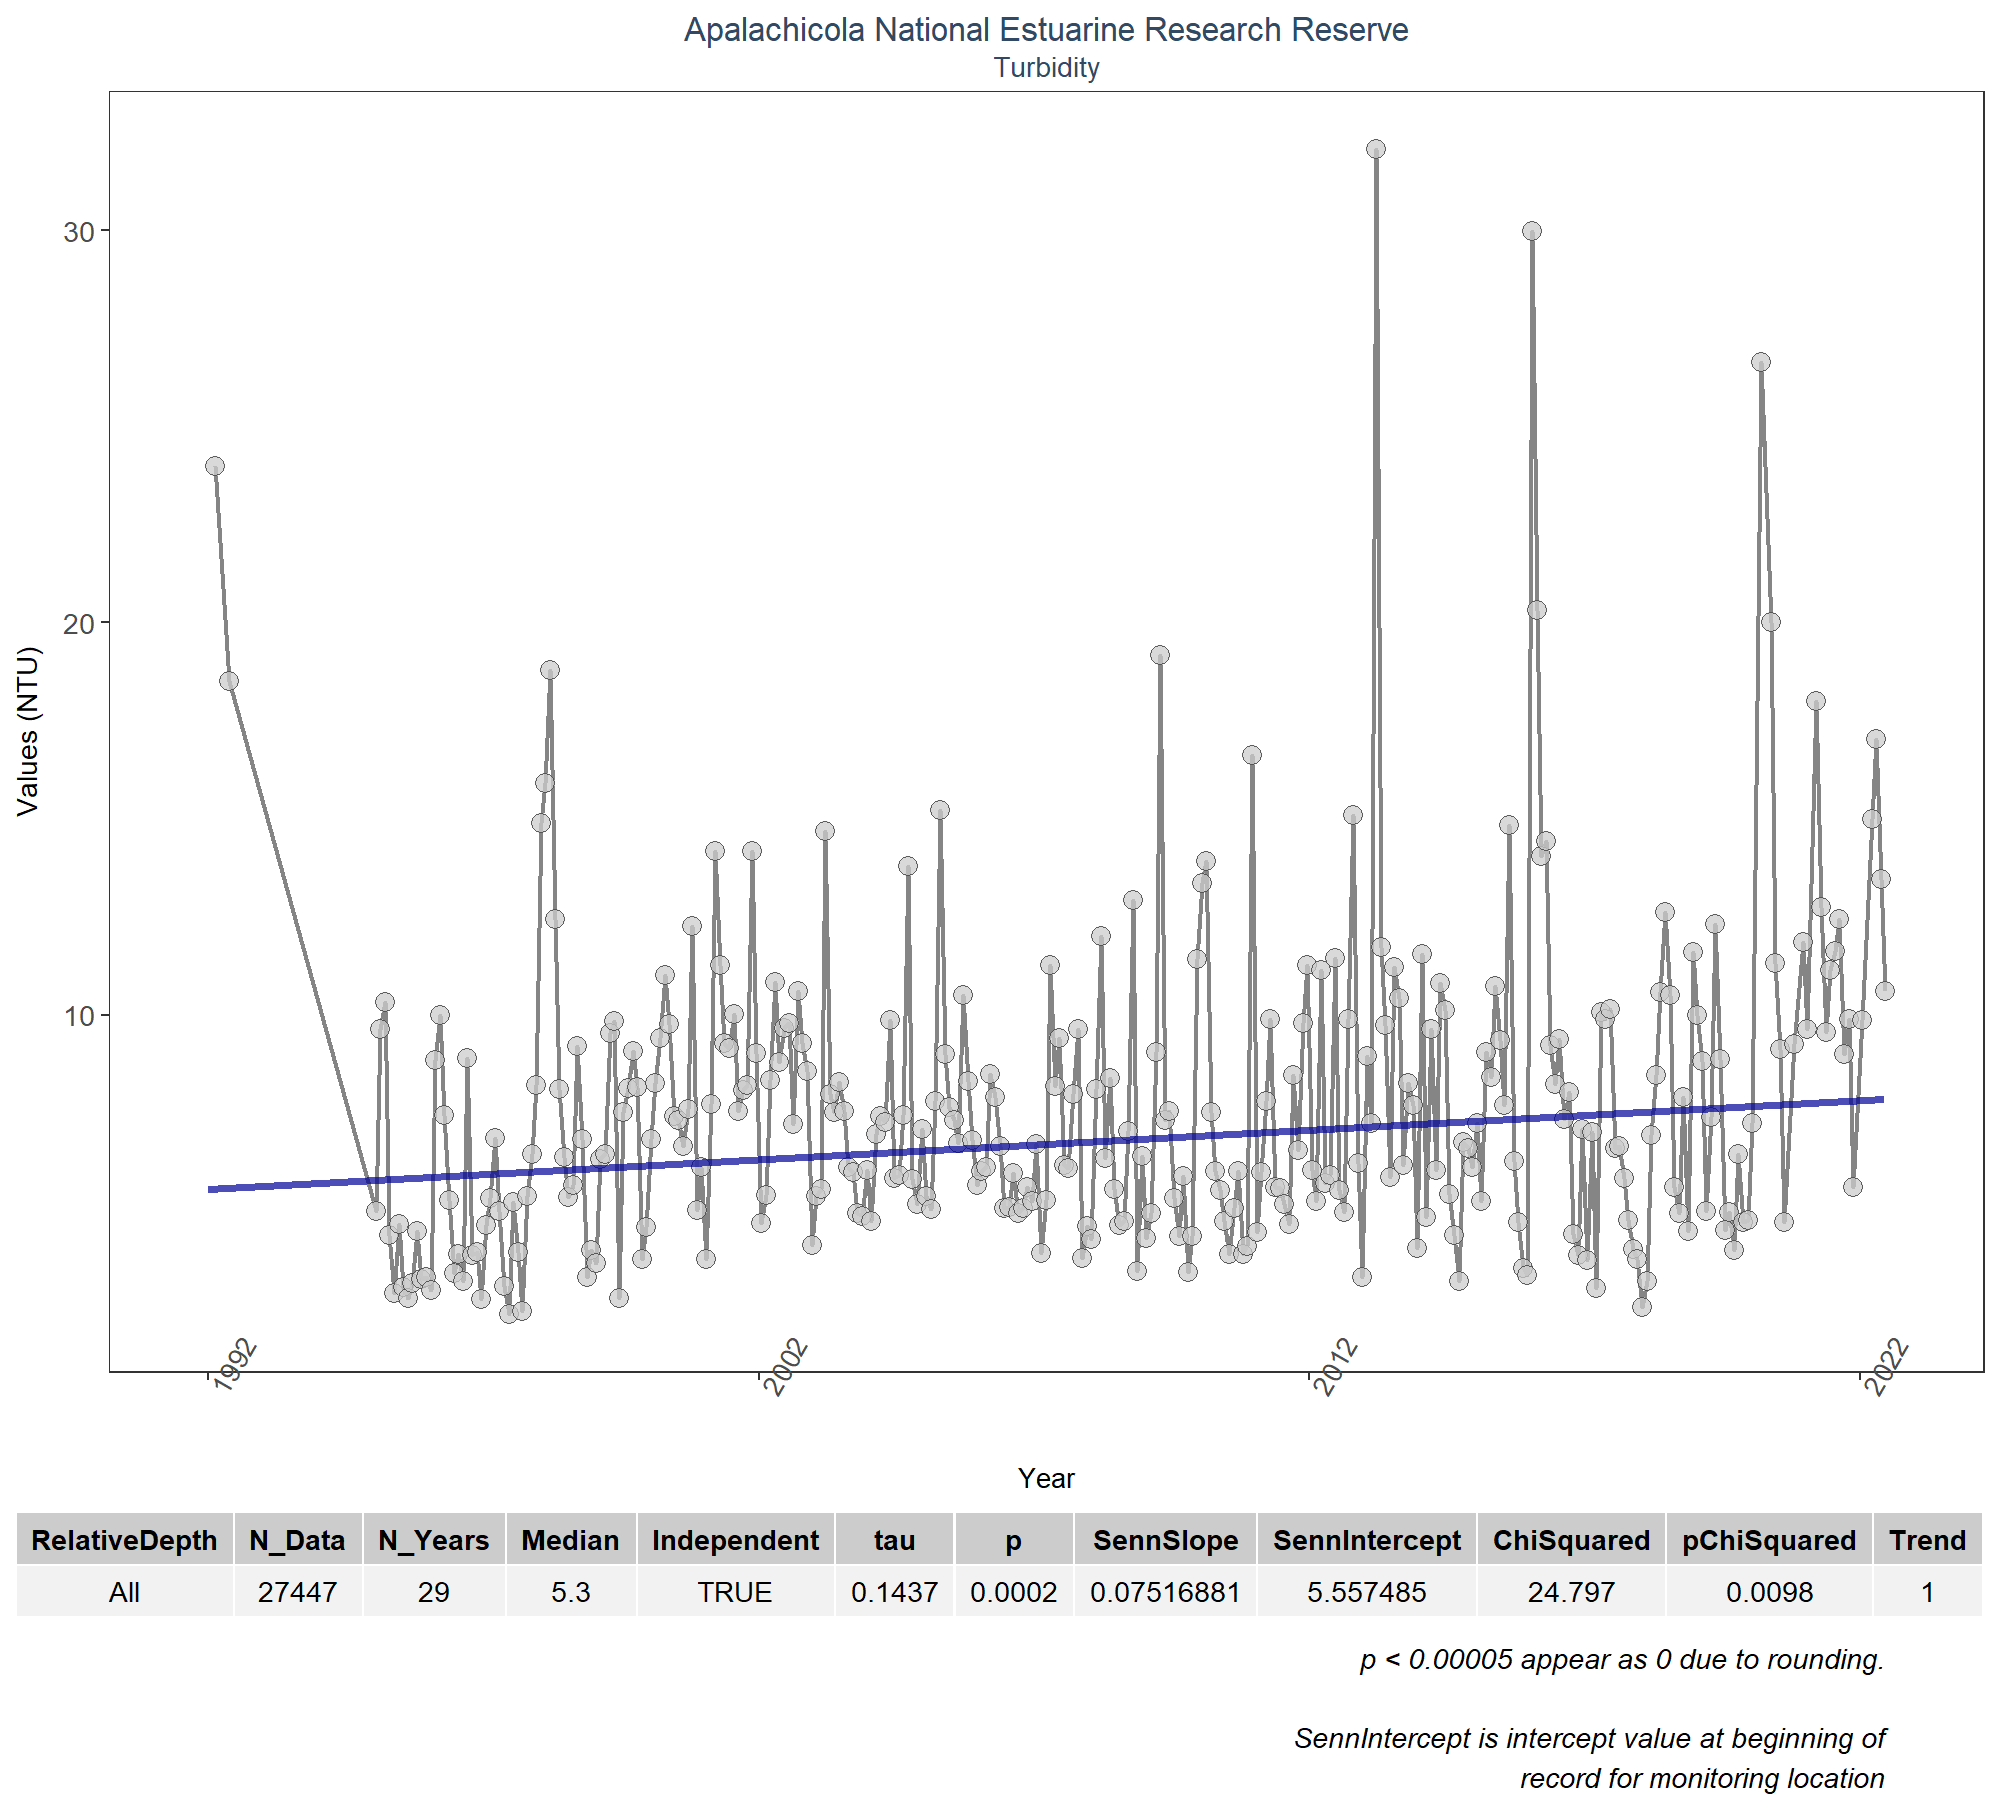 Apalachicola National Estuarine Research Reserve
Turbidity
30
20
10
Values (NTU)
1992 2002 2012 2022
Year
RelativeDepth N_Data N_Years Median Independent tau p SennSlope SennIntercept ChiSquared pChiSquared Trend
All 27447 29 5.3 TRUE 0.1437 0.0002 0.07516881 5.557485 24.797 0.0098 1
p < 0.00005 appear as 0 due to rounding.
SennIntercept is intercept value at beginning of
record for monitoring location